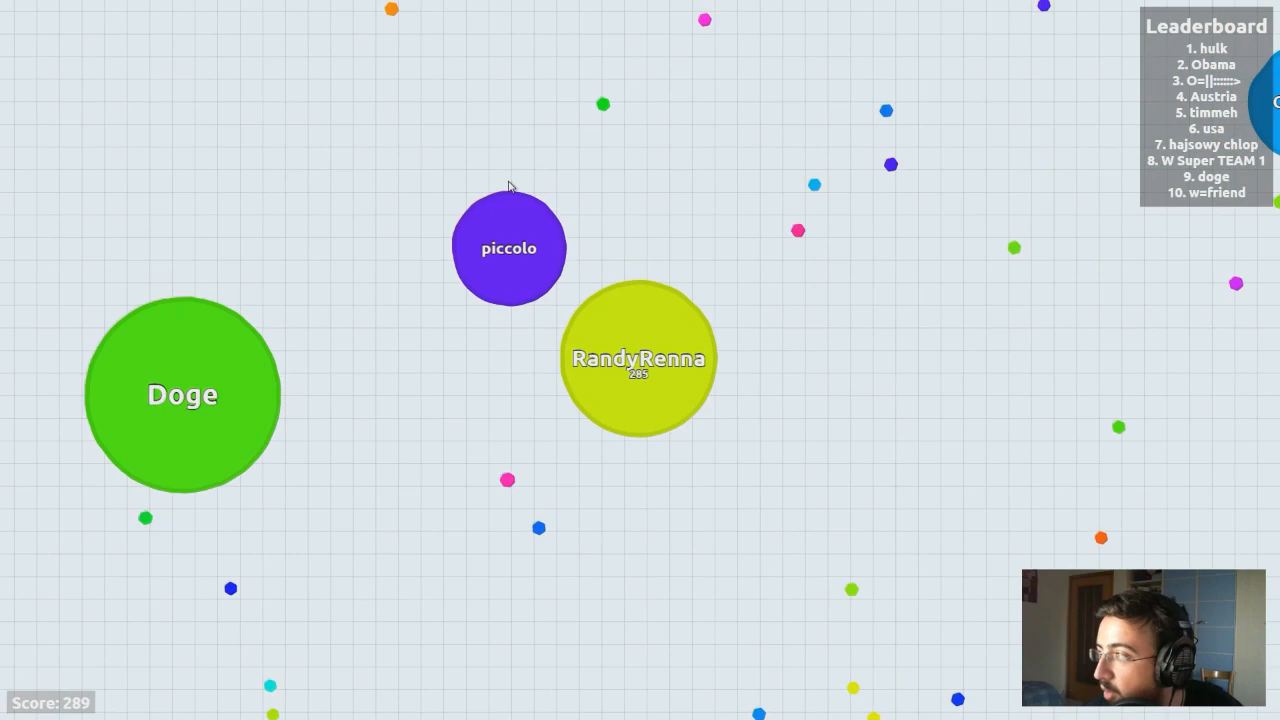 Leaderboard
1. hulk
2. Obama
3. O=||::::::>
4. Austria
5. timmeh
6. usa
7. hajsowy chlop
8. W Super TEAM 1
9. doge
10. w=friend
piccolo
RandyRenna
285
Doge
Score: 289